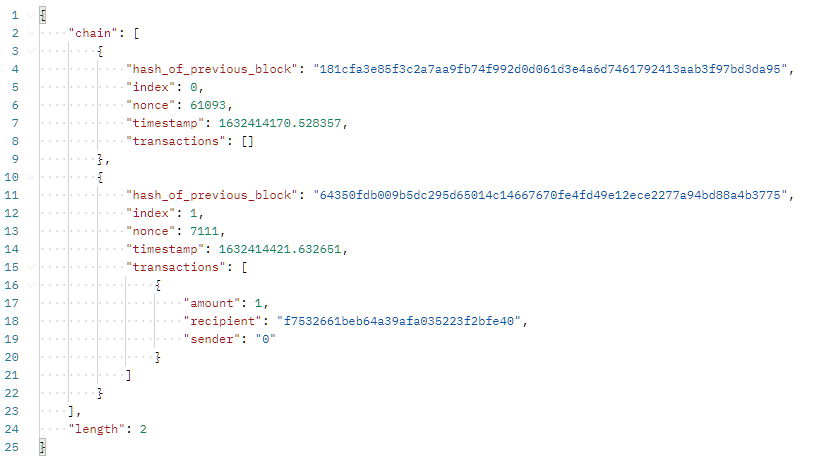 1 {
2 "chain": [
3 {
4 "hash_of_previous_block": "181cfa3e85f3c2a7aa9fb74f992d0d061d3e4a6d7461792413aab3f97bd3da95",
5 "index": 0,
6 "nonce": 61093,
7 "timestamp": 1632414170.528357,
8 "transactions": []
9 },
10 {
11 "hash_of_previous_block": "64350fdb009b5dc295d65014c14667670fe4fd49e12ece2277a94bd88a4b3775",
12 "index": 1,
13 "nonce": 7111,
14 "timestamp": 1632414421.632651,
15 "transactions": [
16 {
17 "amount": 1,
18 "recipient": "f7532661beb64a39afa035223f2bfe40",
19 "sender": "0"
20 }
21 ]
22 }
23 ],
24 "length": 2
25 }